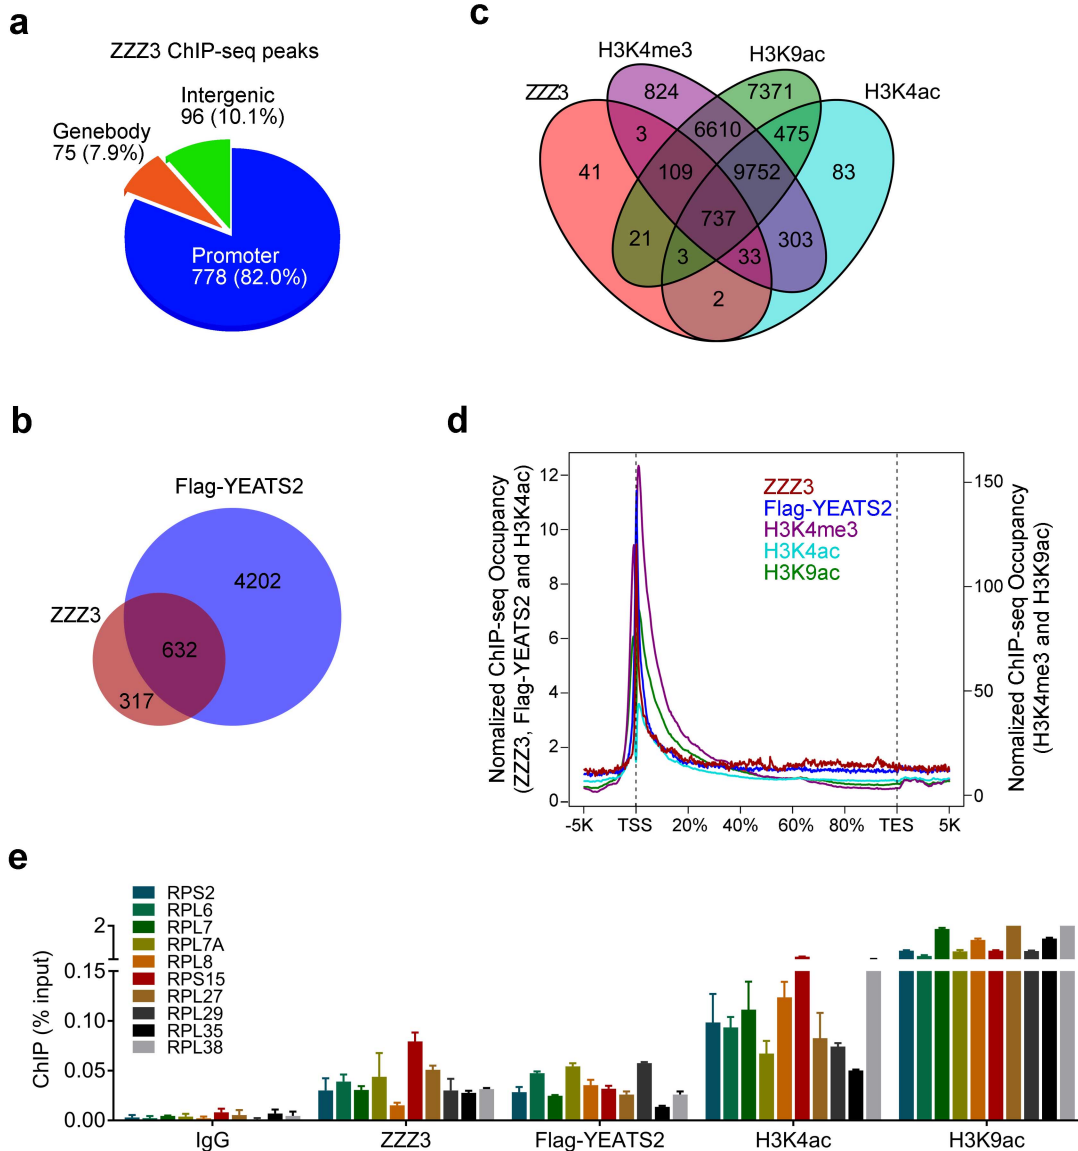 a
ZZZ3 ChIP-seq peaks
Intergenic
96 (10.1%)
Genebody
75 (7.9%)
Promoter
778 (82.0%)
c
H3K4me3
H3K9ac
ZZZ3
H3K4ac
824
7371
3
6610
475
41
109
9752
83
737
21
3
33
303
2
b
Flag-YEATS2
4202
ZZZ3
632
317
d
Nomalized ChIP-seq Occupancy
(ZZZ3, Flag-YEATS2 and H3K4ac)
12
10
8
6
4
2
0
ZZZ3
Flag-YEATS2
H3K4me3
H3K4ac
H3K9ac
150
100
50
0
Nomalized ChIP-seq Occupancy
(H3K4me3 and H3K9ac)
-5K TSS 20% 40% 60% 80% TES 5K
e
RPS2
RPL6
RPL7
RPL7A
RPL8
RPS15
RPL27
RPL29
RPL35
RPL38
ChIP (% input)
2
0.15
0.10
0.05
0.00
IgG ZZZ3 Flag-YEATS2 H3K4ac H3K9ac